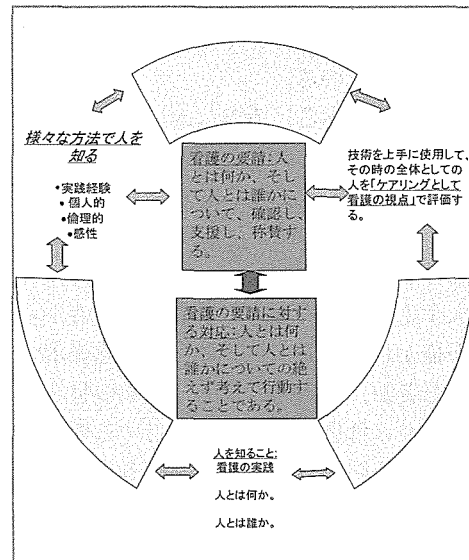 様々な方法で人を
知る
•実践経験
•個人的
•倫理的
•感性
看護の要請:人
とは何か、そし
て人とは誰かに
ついて、確認し、
支援し、称賛す
る。
技術を上手に使用して、
その時の全体としての
人を「ケアリングとして
看護の視点」で評価す
る。
看護の要請に対す
る対応:人とは何
か、そして人とは
誰かについての絶
えず考えて行動す
ることである。
人を知ること:
看護の実践
人とは何か。
人とは誰か。